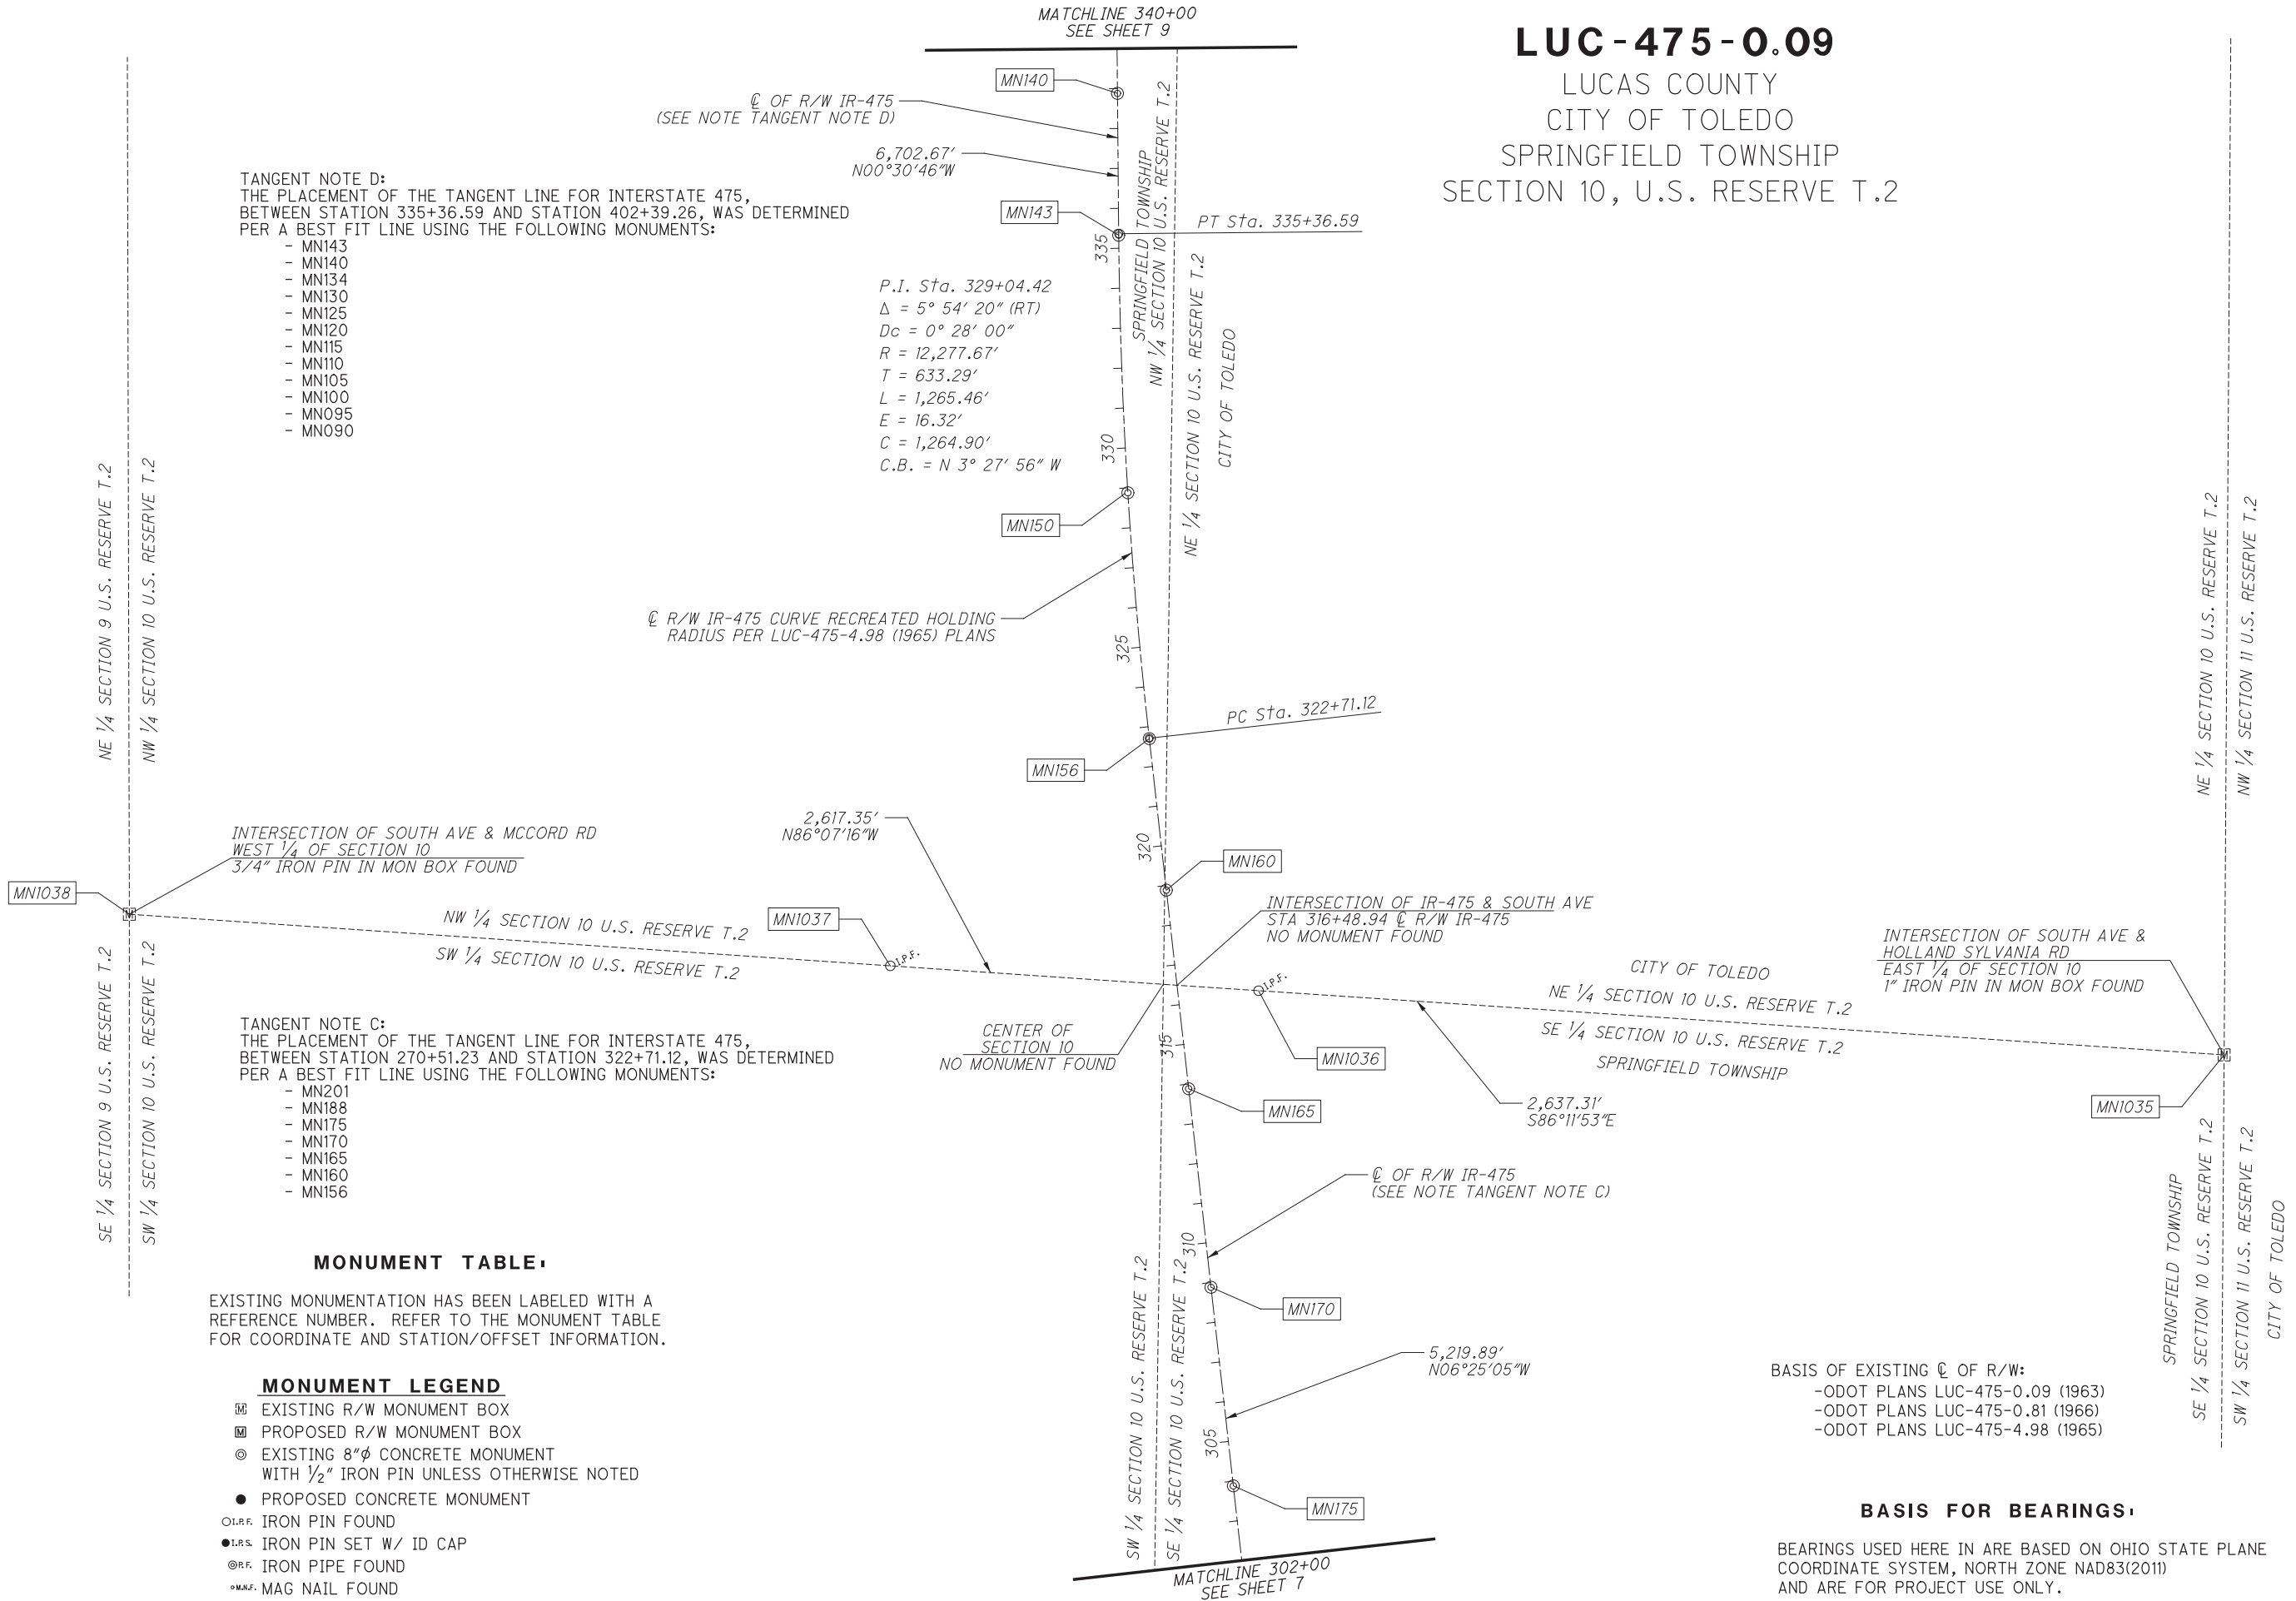 MATCHLINE 340+00
SEE SHEET 9
LUC-475-0.09
LUCAS COUNTY
CITY OF TOLEDO
SPRINGFIELD TOWNSHIP
SECTION 10, U.S. RESERVE T.2
MN140
℄ OF R/W IR-475
(SEE NOTE TANGENT NOTE D)
6,702.67'
N00°30'46"W
MN143
PT Sta. 335+36.59
335
SPRINGFIELD TOWNSHIP
NW 1/4 SECTION 10 U.S. RESERVE T.2
NE 1/4 SECTION 10 U.S. RESERVE T.2
CITY OF TOLEDO
TANGENT NOTE D:
THE PLACEMENT OF THE TANGENT LINE FOR INTERSTATE 475,
BETWEEN STATION 335+36.59 AND STATION 402+39.26, WAS DETERMINED
PER A BEST FIT LINE USING THE FOLLOWING MONUMENTS:
- MN143
- MN140
- MN134
- MN130
- MN125
- MN120
- MN115
- MN110
- MN105
- MN100
- MN095
- MN090
P.I. Sta. 329+04.42
Δ = 5° 54' 20" (RT)
Dc = 0° 28' 00"
R = 12,277.67'
T = 633.29'
L = 1,265.46'
E = 16.32'
C = 1,264.90'
C.B. = N 3° 27' 56" W
330
MN150
℄ R/W IR-475 CURVE RECREATED HOLDING
RADIUS PER LUC-475-4.98 (1965) PLANS
325
PC Sta. 322+71.12
MN156
NE 1/4 SECTION 9 U.S. RESERVE T.2
NW 1/4 SECTION 10 U.S. RESERVE T.2
NE 1/4 SECTION 10 U.S. RESERVE T.2
NW 1/4 SECTION 11 U.S. RESERVE T.2
2,617.35'
N86°07'16"W
320
MN160
INTERSECTION OF SOUTH AVE & MCCORD RD
WEST 1/4 OF SECTION 10
3/4" IRON PIN IN MON BOX FOUND
MN1038
M
NW 1/4 SECTION 10 U.S. RESERVE T.2
SW 1/4 SECTION 10 U.S. RESERVE T.2
MN1037
I.P.F.
INTERSECTION OF IR-475 & SOUTH AVE
STA 316+48.94 ℄ R/W IR-475
NO MONUMENT FOUND
I.P.F.
CITY OF TOLEDO
NE 1/4 SECTION 10 U.S. RESERVE T.2
SE 1/4 SECTION 10 U.S. RESERVE T.2
SPRINGFIELD TOWNSHIP
INTERSECTION OF SOUTH AVE &
HOLLAND SYLVANIA RD
EAST 1/4 OF SECTION 10
1" IRON PIN IN MON BOX FOUND
M
MN1035
CENTER OF
SECTION 10
NO MONUMENT FOUND
315
MN1036
MN165
2,637.31'
S86°11'53"E
TANGENT NOTE C:
THE PLACEMENT OF THE TANGENT LINE FOR INTERSTATE 475,
BETWEEN STATION 270+51.23 AND STATION 322+71.12, WAS DETERMINED
PER A BEST FIT LINE USING THE FOLLOWING MONUMENTS:
- MN201
- MN188
- MN175
- MN170
- MN165
- MN160
- MN156
SE 1/4 SECTION 9 U.S. RESERVE T.2
SW 1/4 SECTION 10 U.S. RESERVE T.2
℄ OF R/W IR-475
(SEE NOTE TANGENT NOTE C)
310
MN170
5,219.89'
N06°25'05"W
305
MN175
SW 1/4 SECTION 10 U.S. RESERVE T.2
SE 1/4 SECTION 10 U.S. RESERVE T.2
SPRINGFIELD TOWNSHIP
SE 1/4 SECTION 10 U.S. RESERVE T.2
SW 1/4 SECTION 11 U.S. RESERVE T.2
CITY OF TOLEDO
MATCHLINE 302+00
SEE SHEET 7
MONUMENT TABLE:
EXISTING MONUMENTATION HAS BEEN LABELED WITH A
REFERENCE NUMBER. REFER TO THE MONUMENT TABLE
FOR COORDINATE AND STATION/OFFSET INFORMATION.
MONUMENT LEGEND
M EXISTING R/W MONUMENT BOX
M PROPOSED R/W MONUMENT BOX
EXISTING 8"Ø CONCRETE MONUMENT
WITH 1/2" IRON PIN UNLESS OTHERWISE NOTED
PROPOSED CONCRETE MONUMENT
I.P.F. IRON PIN FOUND
I.P.S. IRON PIN SET W/ ID CAP
P.F. IRON PIPE FOUND
M.N.F. MAG NAIL FOUND
BASIS OF EXISTING ℄ OF R/W:
-ODOT PLANS LUC-475-0.09 (1963)
-ODOT PLANS LUC-475-0.81 (1966)
-ODOT PLANS LUC-475-4.98 (1965)
BASIS FOR BEARINGS:
BEARINGS USED HERE IN ARE BASED ON OHIO STATE PLANE
COORDINATE SYSTEM, NORTH ZONE NAD83(2011)
AND ARE FOR PROJECT USE ONLY.